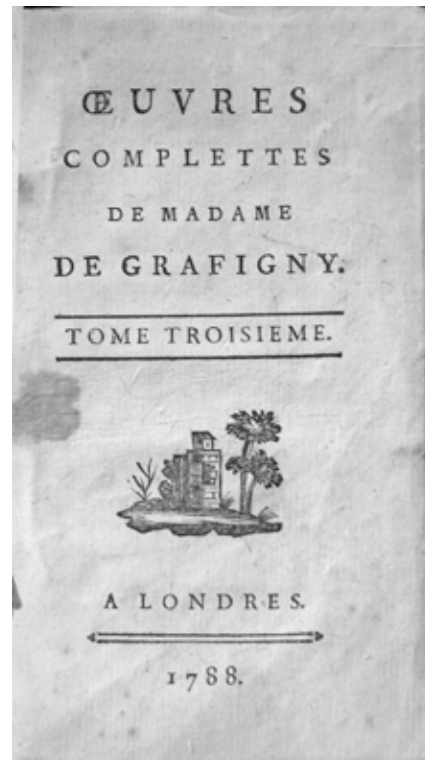 ŒUVRES
COMPLETTES
DE MADAME
DE GRAFIGNY.
TOME TROISIEME.
A LONDRES.
1788.